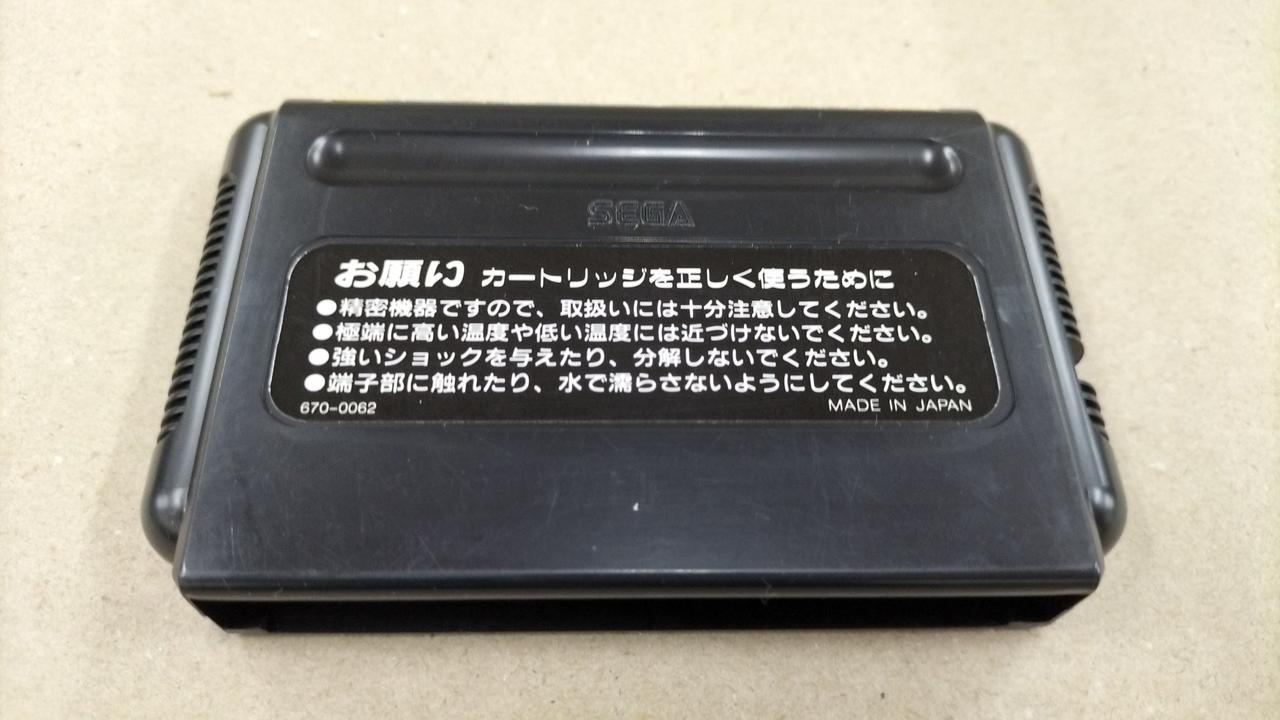 SEGA
お願い カートリッジを正しく使うために
●精密機器ですので、取扱いには十分注意してください。
●極端に高い温度や低い温度には近づけないでください。
●強いショックを与えたり、分解しないでください。
●端子部に触れたり、水で濡らさないようにしてください。
670-0062 MADE IN JAPAN